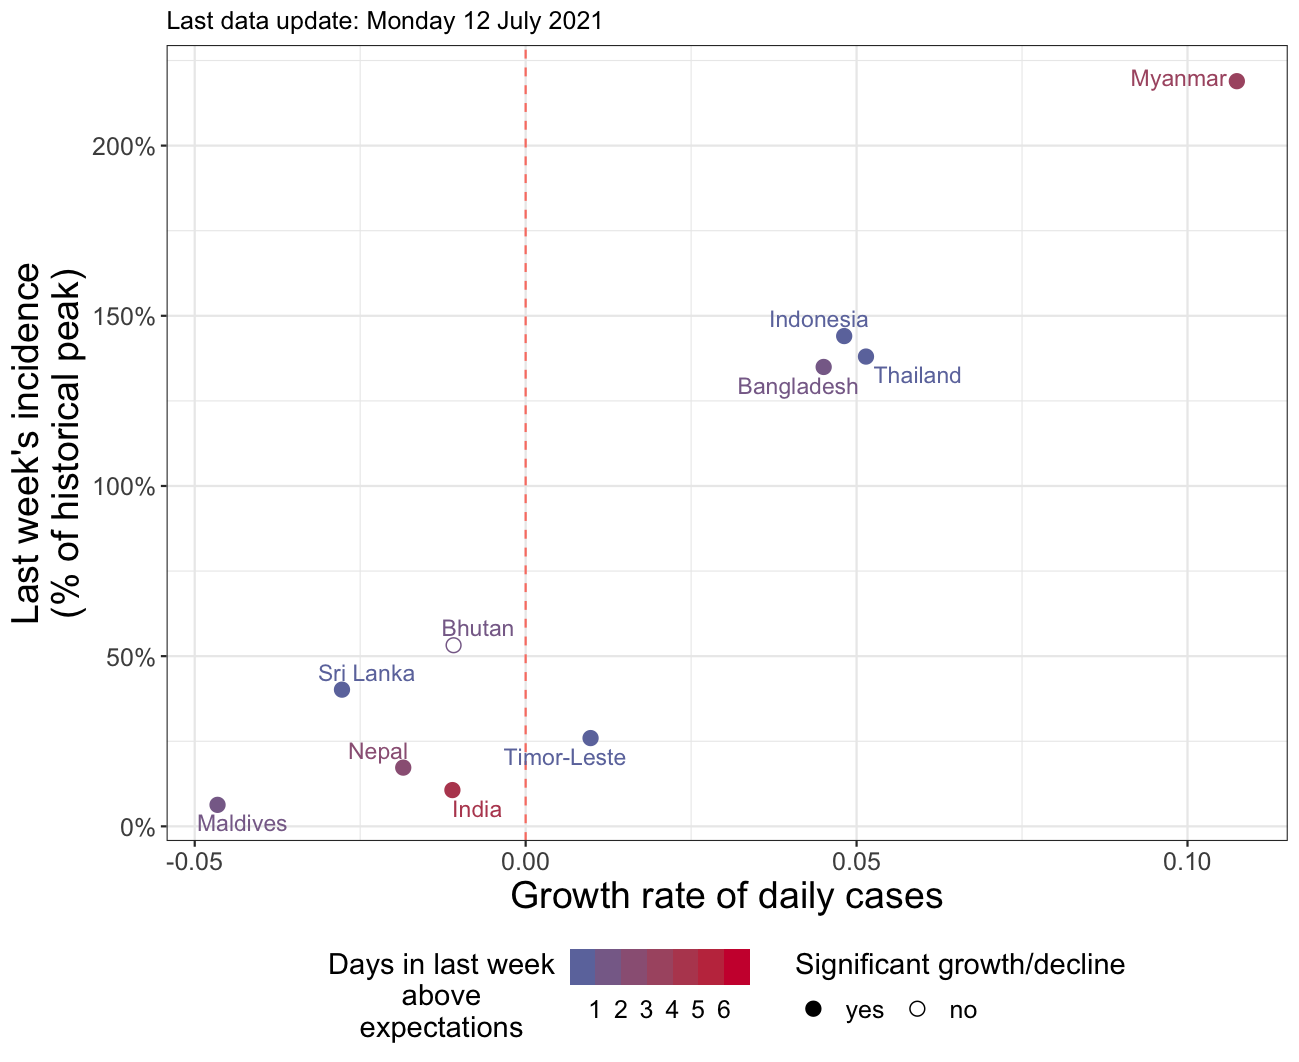 Last data update: Monday 12 July 2021
Last week's incidence
(% of historical peak)
200%
150%
100%
50%
0%
Myanmar
Indonesia
Thailand
Bangladesh
Bhutan
Sri Lanka
Nepal
Timor-Leste
India
Maldives
-0.05 0.00 0.05 0.10
Growth rate of daily cases
Days in last week
above
expectations
1 2 3 4 5 6
Significant growth/decline
yes no